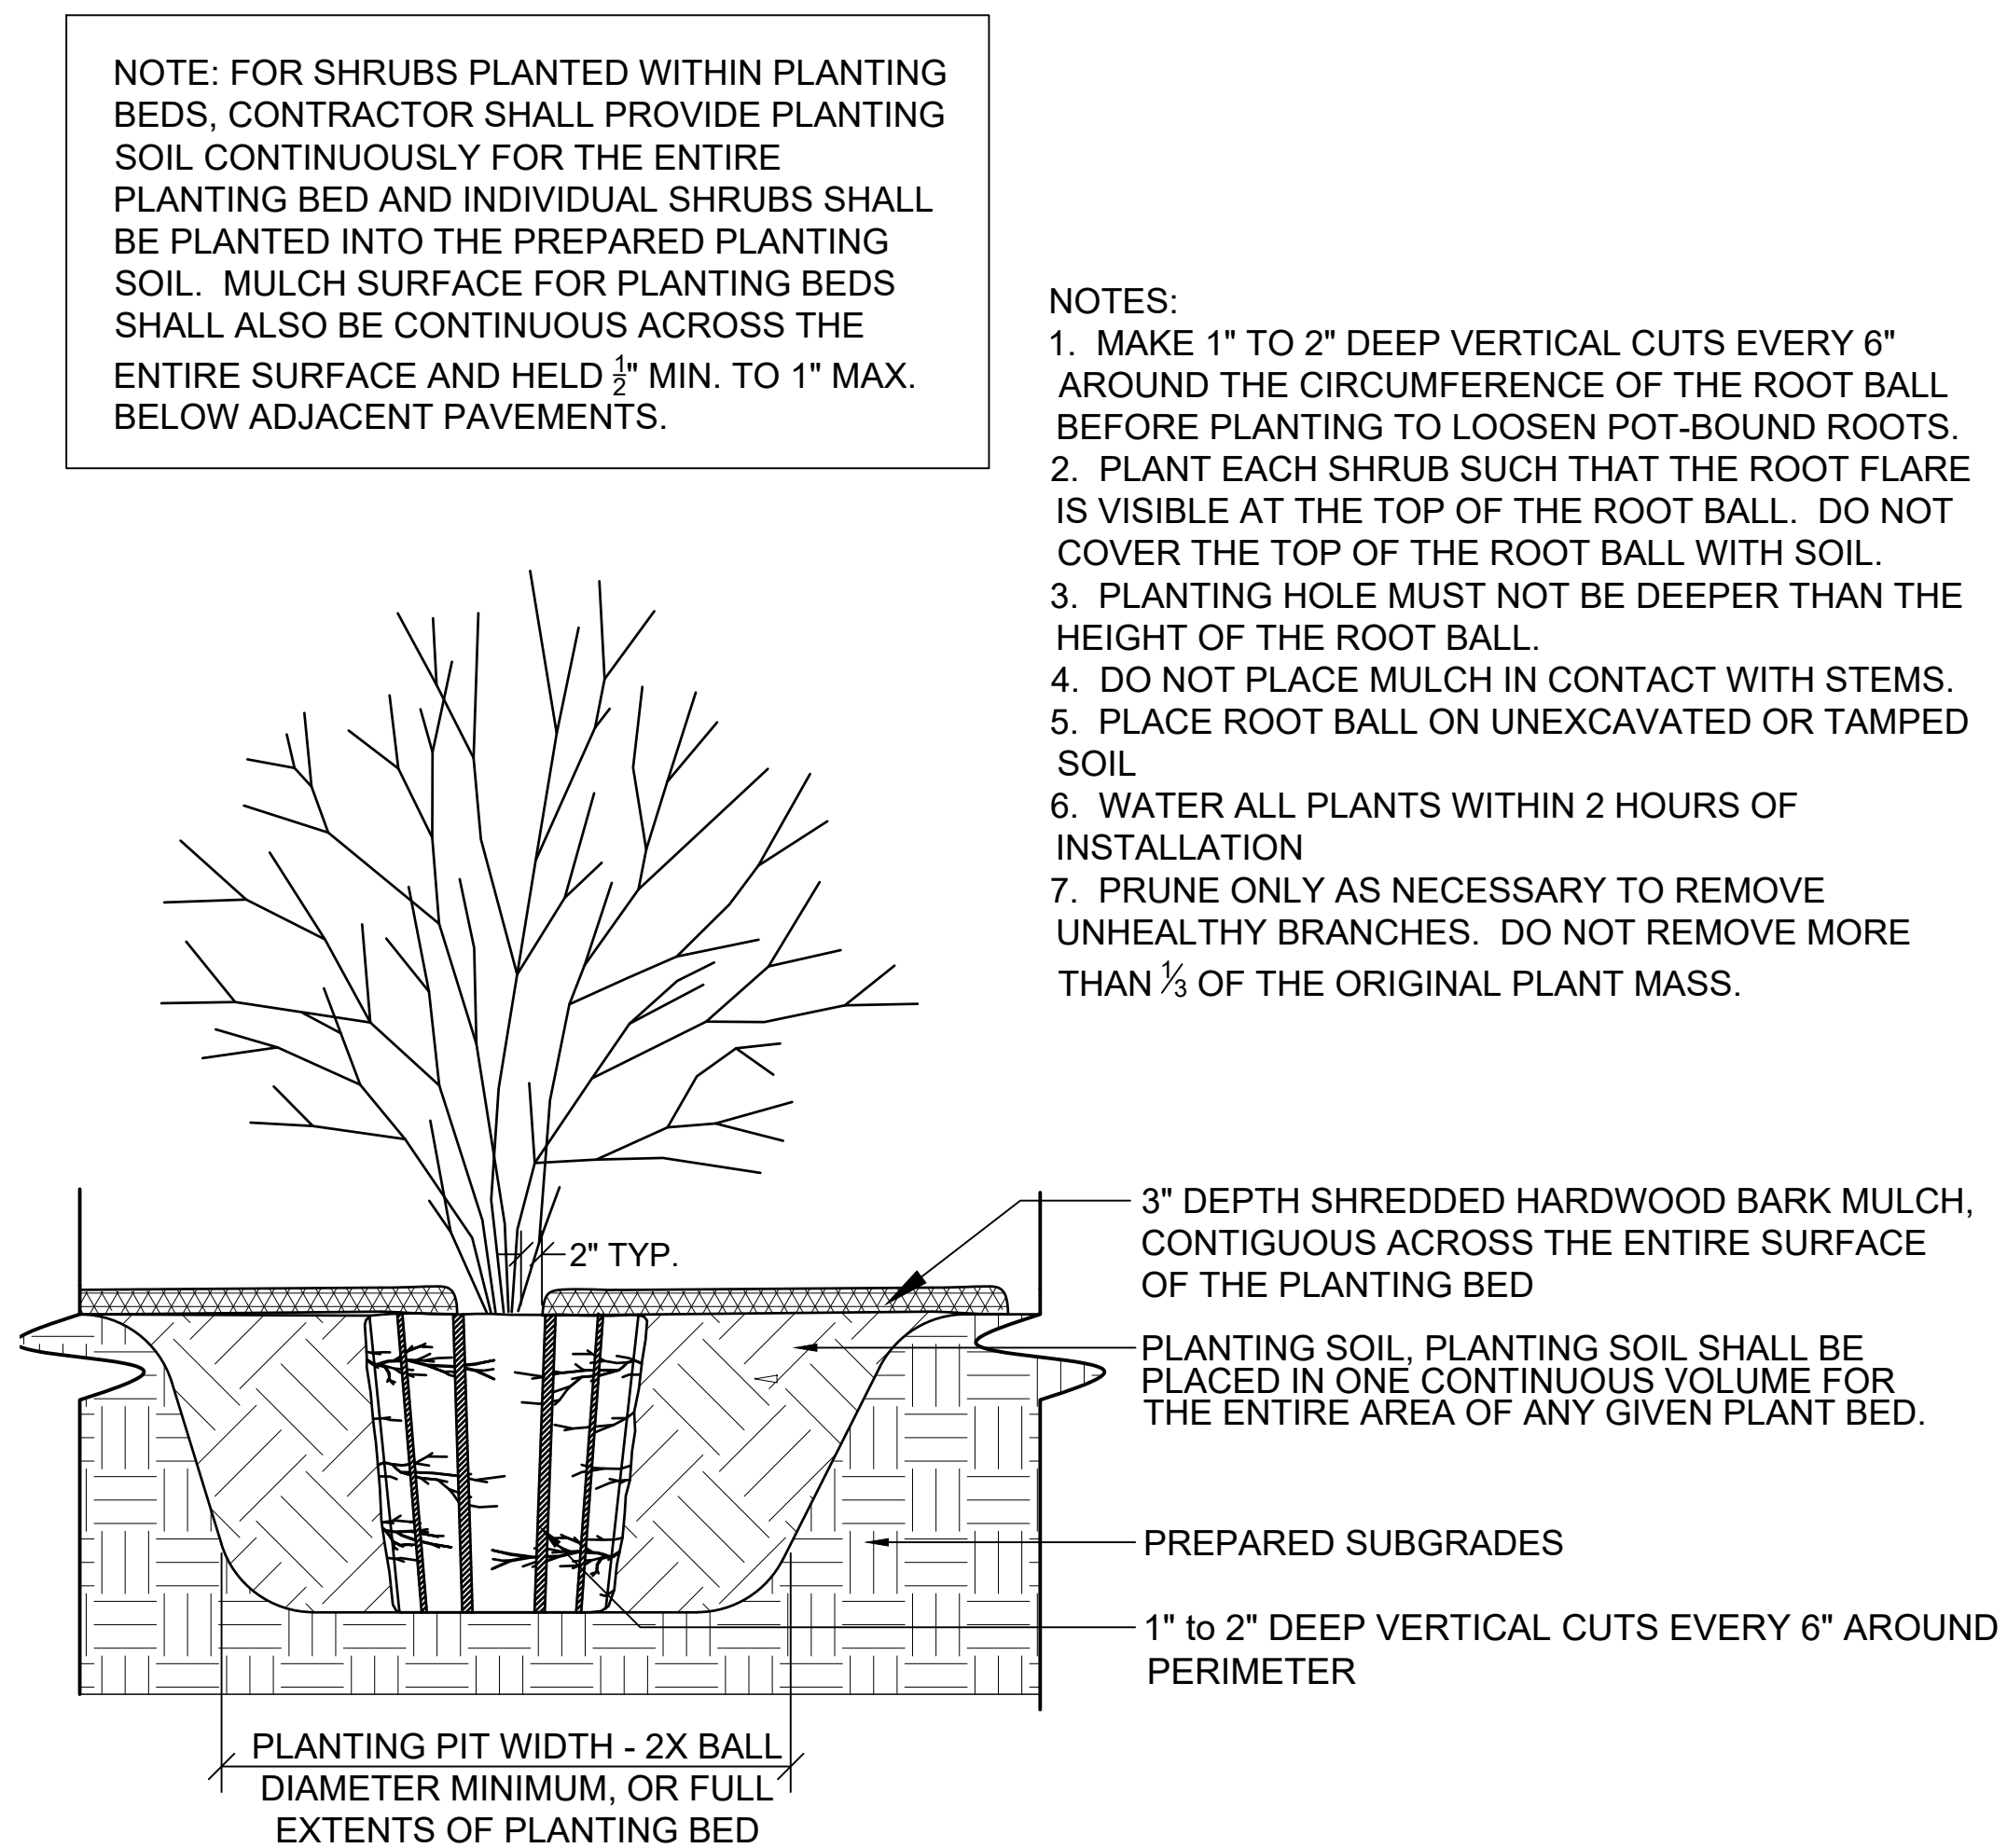 NOTE: FOR SHRUBS PLANTED WITHIN PLANTING
BEDS, CONTRACTOR SHALL PROVIDE PLANTING
SOIL CONTINUOUSLY FOR THE ENTIRE
PLANTING BED AND INDIVIDUAL SHRUBS SHALL
BE PLANTED INTO THE PREPARED PLANTING
SOIL.  MULCH SURFACE FOR PLANTING BEDS
SHALL ALSO BE CONTINUOUS ACROSS THE
ENTIRE SURFACE AND HELD ½" MIN. TO 1" MAX.
BELOW ADJACENT PAVEMENTS.
NOTES:
1.  MAKE 1" TO 2" DEEP VERTICAL CUTS EVERY 6"
AROUND THE CIRCUMFERENCE OF THE ROOT BALL
BEFORE PLANTING TO LOOSEN POT-BOUND ROOTS.
2.  PLANT EACH SHRUB SUCH THAT THE ROOT FLARE
IS VISIBLE AT THE TOP OF THE ROOT BALL.  DO NOT
COVER THE TOP OF THE ROOT BALL WITH SOIL.
3.  PLANTING HOLE MUST NOT BE DEEPER THAN THE
HEIGHT OF THE ROOT BALL.
4.  DO NOT PLACE MULCH IN CONTACT WITH STEMS.
5.  PLACE ROOT BALL ON UNEXCAVATED OR TAMPED
SOIL
6.  WATER ALL PLANTS WITHIN 2 HOURS OF
INSTALLATION
7.  PRUNE ONLY AS NECESSARY TO REMOVE
UNHEALTHY BRANCHES.  DO NOT REMOVE MORE
THAN ⅓ OF THE ORIGINAL PLANT MASS.
2" TYP.
3" DEPTH SHREDDED HARDWOOD BARK MULCH,
CONTIGUOUS ACROSS THE ENTIRE SURFACE
OF THE PLANTING BED
PLANTING SOIL, PLANTING SOIL SHALL BE
PLACED IN ONE CONTINUOUS VOLUME FOR
THE ENTIRE AREA OF ANY GIVEN PLANT BED.
PREPARED SUBGRADES
1" to 2" DEEP VERTICAL CUTS EVERY 6" AROUND
PERIMETER
PLANTING PIT WIDTH - 2X BALL
DIAMETER MINIMUM, OR FULL
EXTENTS OF PLANTING BED